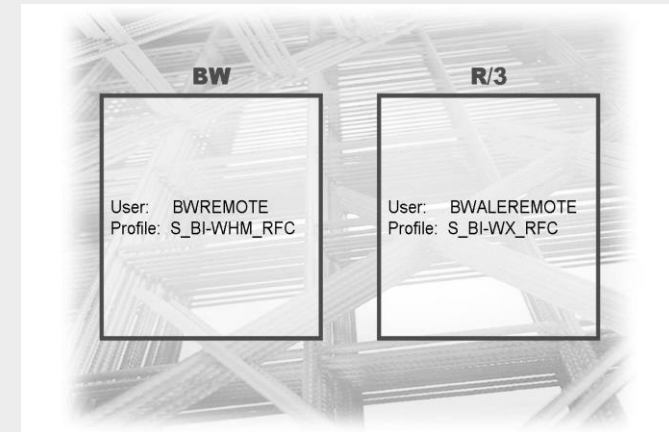 BW
R/3
User: BWREMOTE
Profile: S_BI-WHM_RFC
User: BWALEREMOTE
Profile: S_BI-WX_RFC